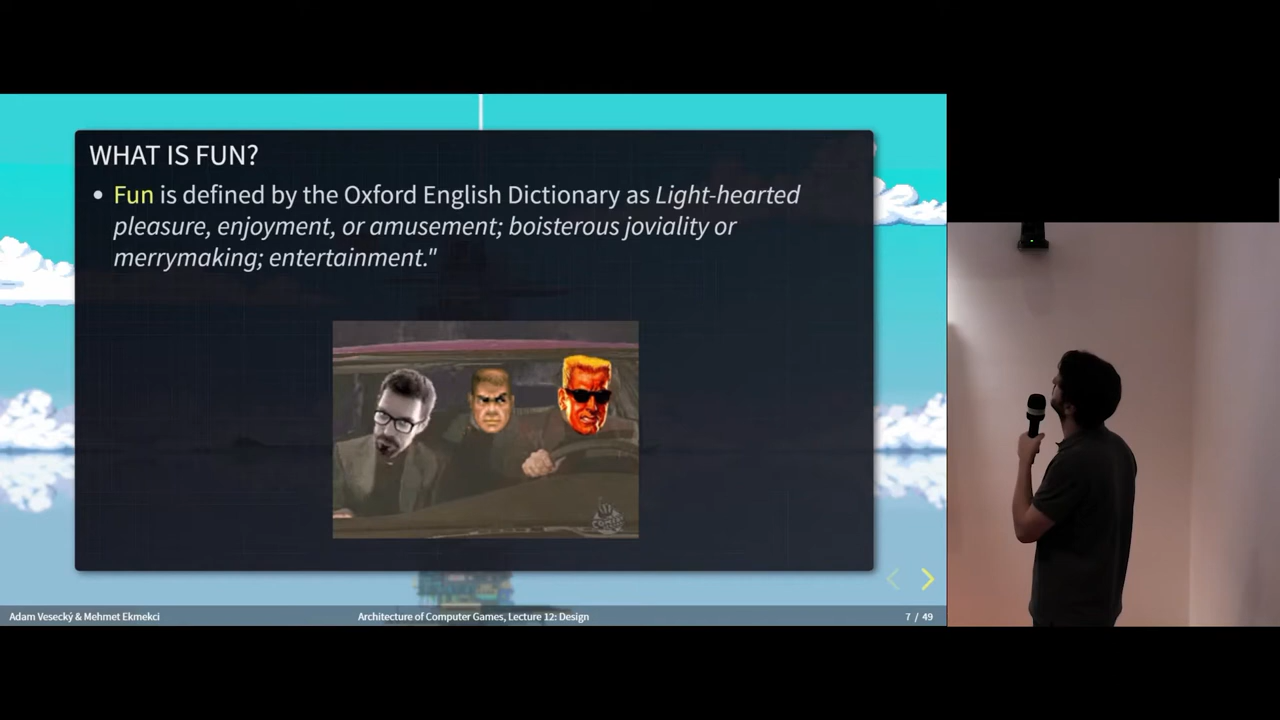 WHAT IS FUN?
• Fun is defined by the Oxford English Dictionary as Light-hearted
pleasure, enjoyment, or amusement; boisterous joviality or
merrymaking; entertainment."
Adam Vesecký & Mehmet Ekmekci
Architecture of Computer Games, Lecture 12: Design
7 / 49